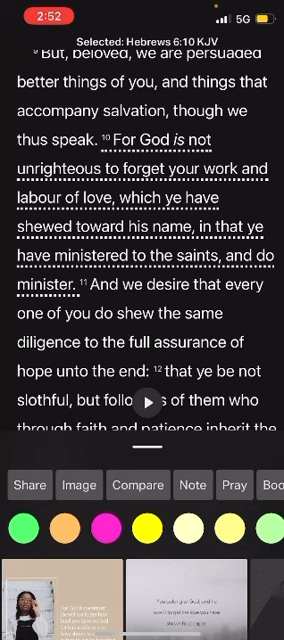 2:52
5G
Selected: Hebrews 6:10 KJV
9 But, beloved, we are persuaded
better things of you, and things that
accompany salvation, though we
thus speak. 10 For God is not
unrighteous to forget your work and
labour of love, which ye have
shewed toward his name, in that ye
have ministered to the saints, and do
minister. 11 And we desire that every
one of you do shew the same
diligence to the full assurance of
hope unto the end: 12 that ye be not
slothful, but follo s of them who
through faith and patience inherit the
Share Image Compare Note Pray Boo